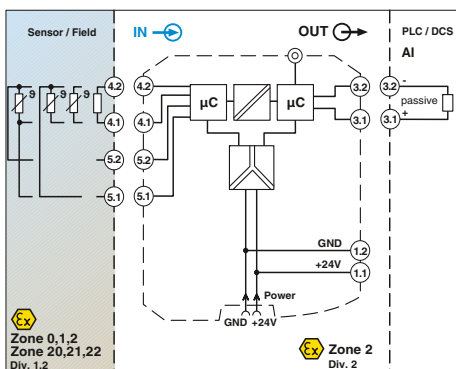 Sensor / Field
IN
OUT
PLC / DCS
AI
4.2
4.2
µC
µC
3.2
3.2
-
ϑ
ϑ
ϑ
passive
4.1
4.1
3.1
3.1
+
5.2
5.2
5.1
5.1
GND
1.2
+24V
1.1
Power
GND
+24V
Ex
Zone 0,1,2
Zone 20,21,22
Div. 1,2
Ex
Zone 2
Div. 2